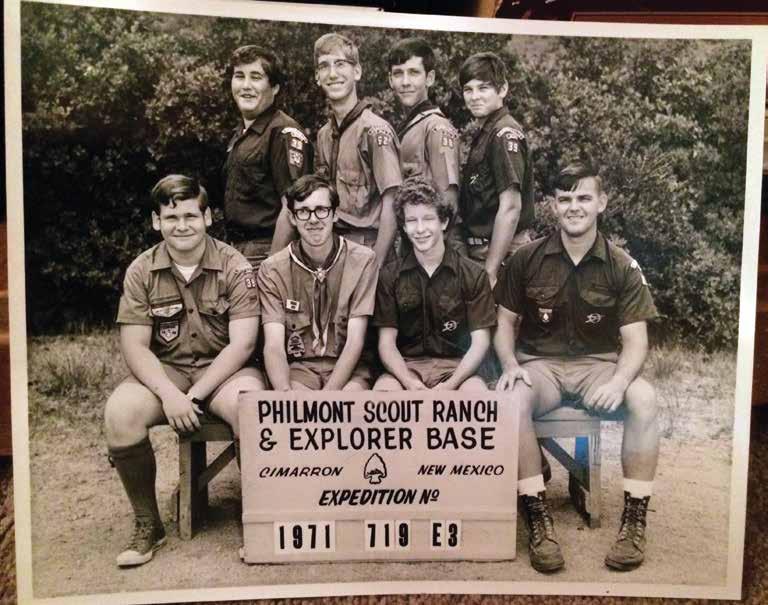 PHILMONT SCOUT RANCH
& EXPLORER BASE
CIMARRON NEW MEXICO
EXPEDITION Nº
1971 719 E3